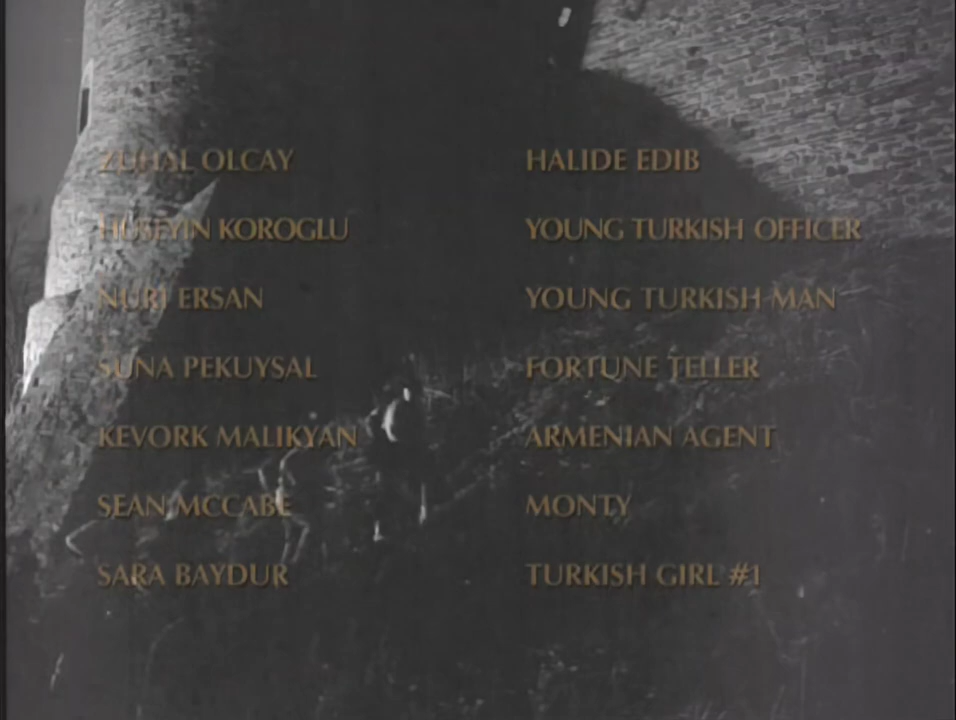 ZUHAL OLCAY HALIDE EDIB
HUSEYIN KOROGLU YOUNG TURKISH OFFICER
NURI ERSAN YOUNG TURKISH MAN
SUNA PEKUYSAL FORTUNE TELLER
KEVORK MALIKYAN ARMENIAN AGENT
SEAN MCCABE MONTY
SARA BAYDUR TURKISH GIRL #1